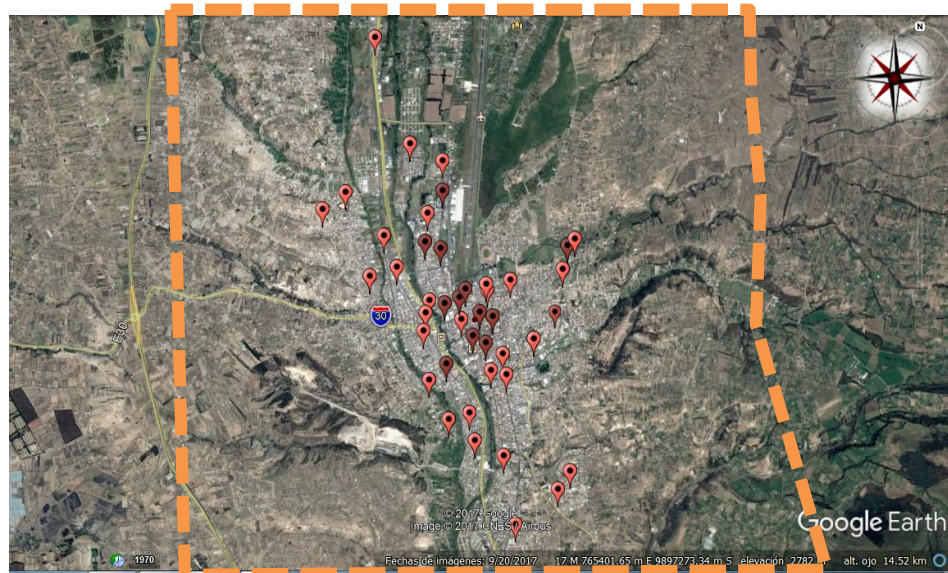 N
30
E30
© 2017 Google
Image © 2017 CNES / Airbus
Google Earth
1970
Fechas de imágenes: 9/20/2017 17 M 765401.65 m E 9897273.34 m S elevación 2782 alt. ojo 14.52 km